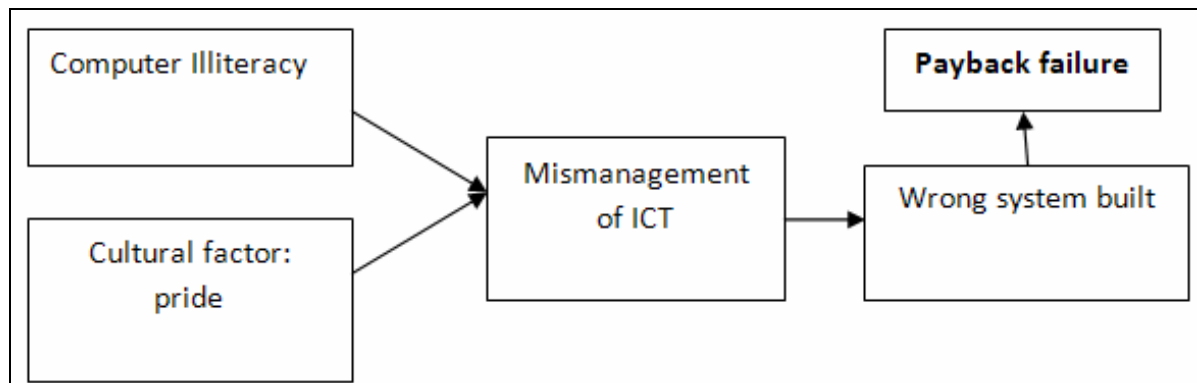 Computer Illiteracy
Cultural factor:
pride
Mismanagement
of ICT
Wrong system built
Payback failure